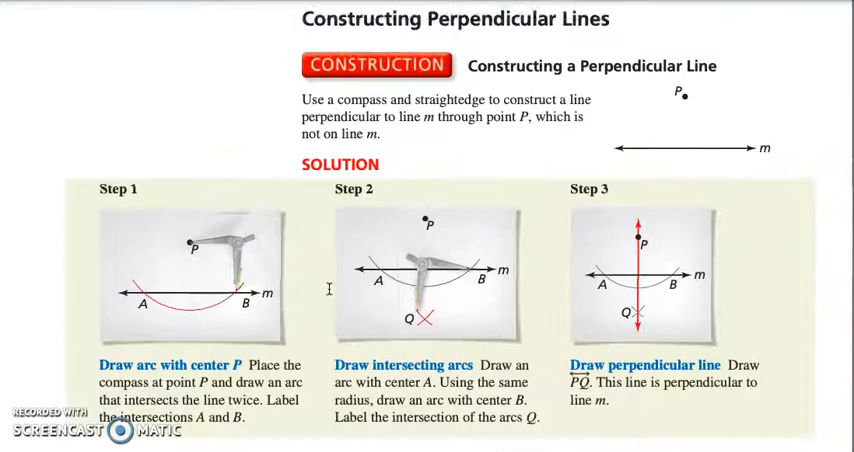 Constructing Perpendicular Lines
CONSTRUCTION Constructing a Perpendicular Line
Use a compass and straightedge to construct a line
perpendicular to line m through point P, which is
not on line m.
P
m
SOLUTION
Step 1
P
A
B
m
Draw arc with center P Place the
compass at point P and draw an arc
that intersects the line twice. Label
the intersections A and B.
Step 2
P
A
B
m
Q
Draw intersecting arcs Draw an
arc with center A. Using the same
radius, draw an arc with center B.
Label the intersection of the arcs Q.
Step 3
P
A
B
m
Q
Draw perpendicular line Draw
PQ. This line is perpendicular to
line m.
RECORDED WITH
SCREENCAST MATIC